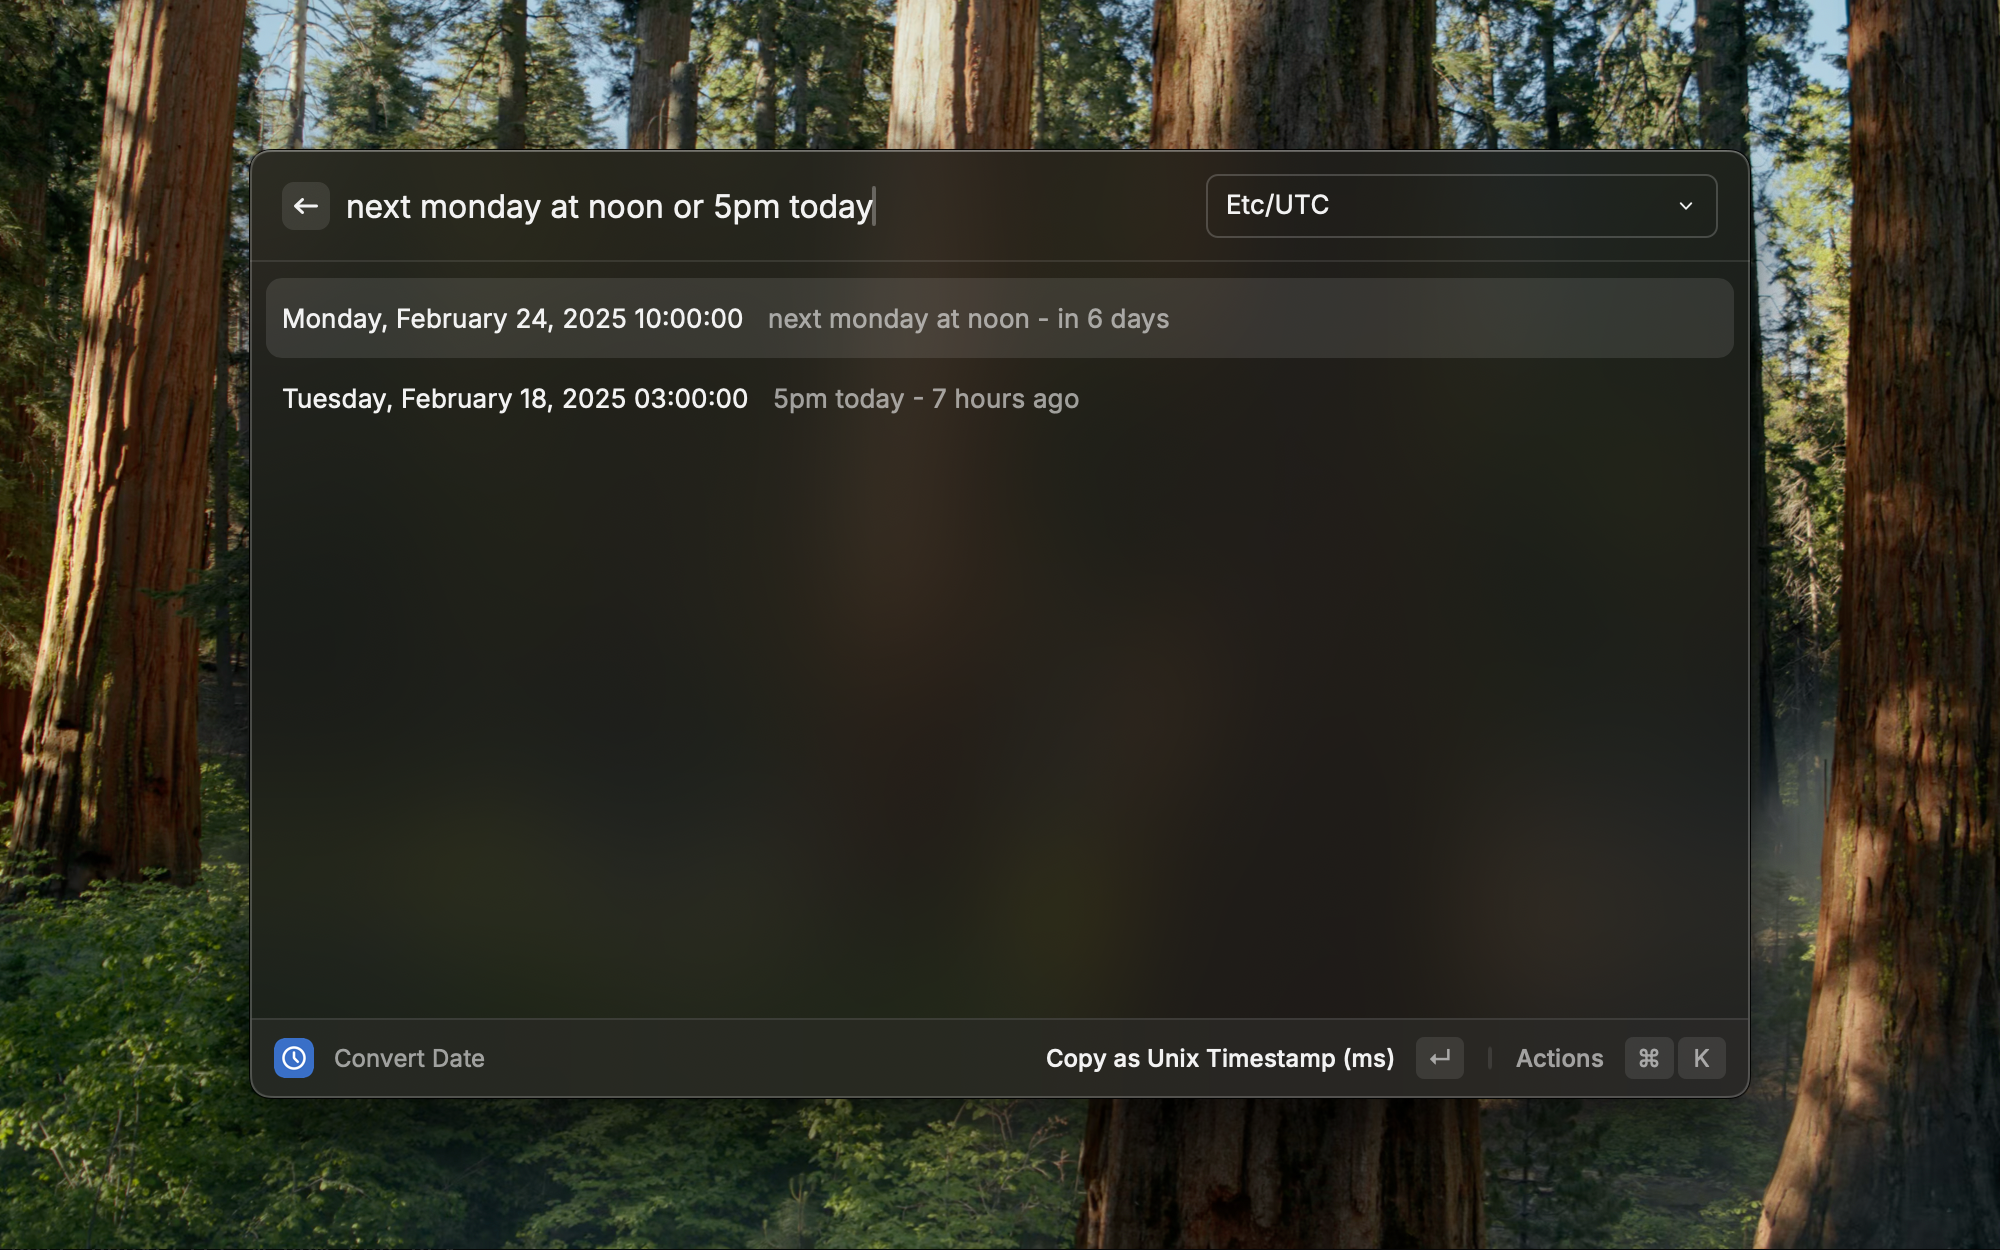 next monday at noon or 5pm today
Etc/UTC
Monday, February 24, 2025 10:00:00 next monday at noon - in 6 days
Tuesday, February 18, 2025 03:00:00 5pm today - 7 hours ago
Convert Date
Copy as Unix Timestamp (ms)
Actions ⌘ K